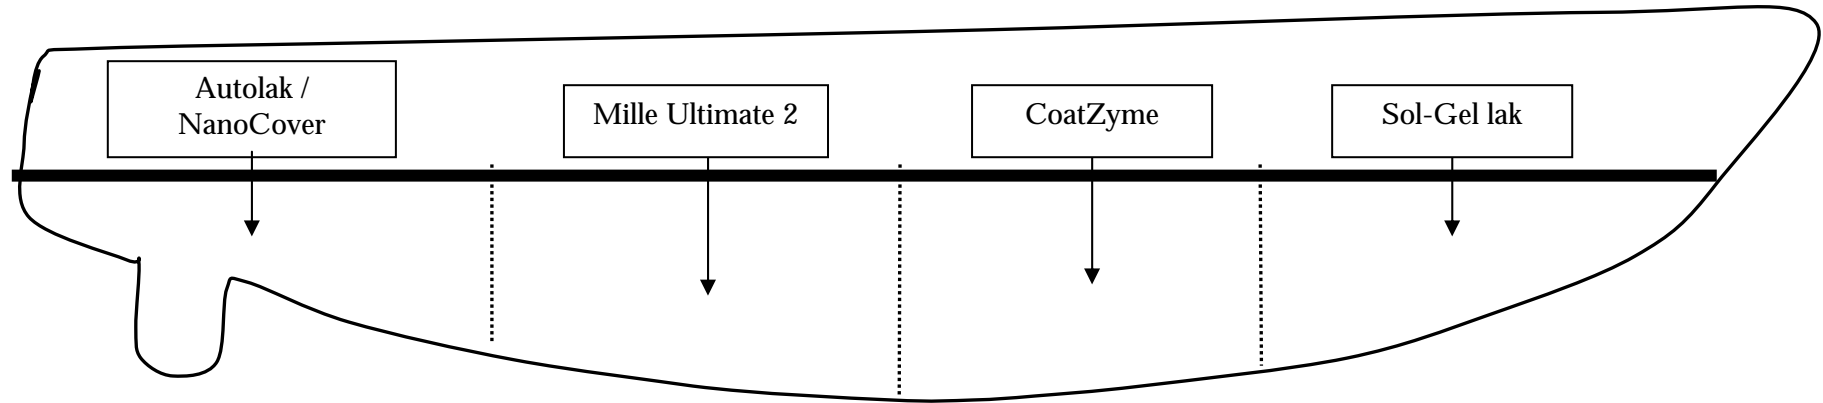 Autolak /
NanoCover
Mille Ultimate 2
CoatZyme
Sol-Gel lak